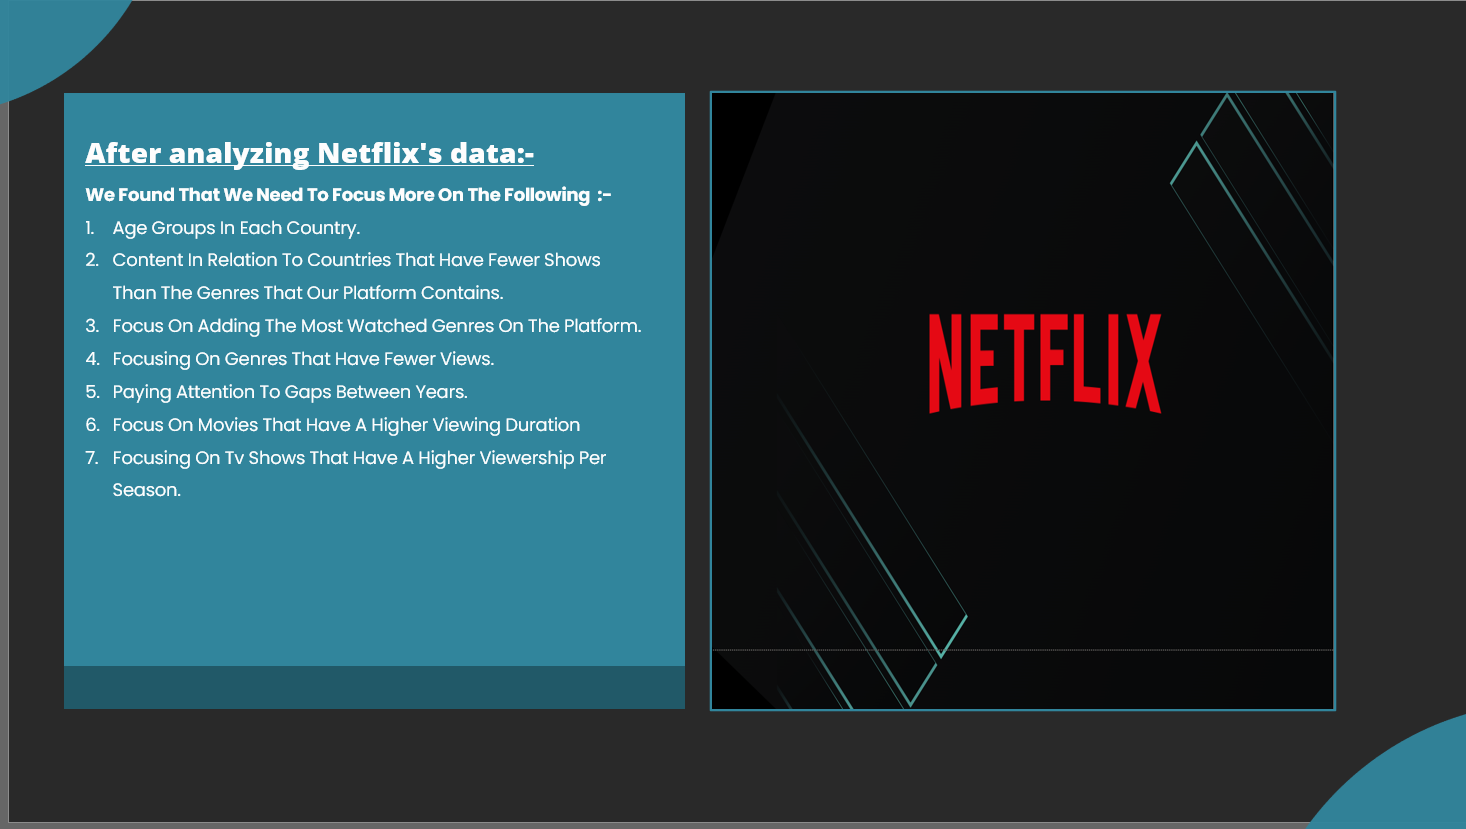 After analyzing Netflix's data:-
We Found That We Need To Focus More On The Following :-
1. Age Groups In Each Country.
2. Content In Relation To Countries That Have Fewer Shows
Than The Genres That Our Platform Contains.
3. Focus On Adding The Most Watched Genres On The Platform.
4. Focusing On Genres That Have Fewer Views.
5. Paying Attention To Gaps Between Years.
6. Focus On Movies That Have A Higher Viewing Duration
7. Focusing On Tv Shows That Have A Higher Viewership Per
Season.
NETFLIX